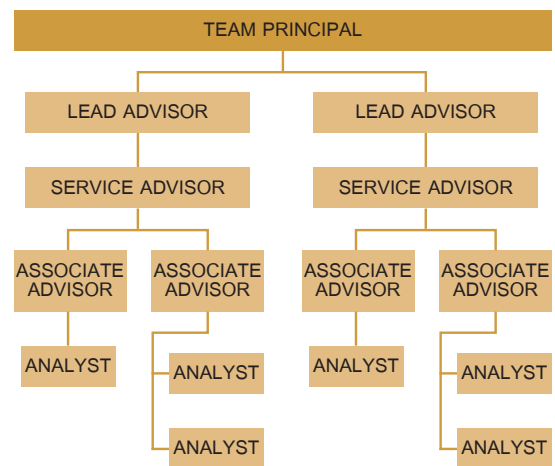 TEAM PRINCIPAL
LEAD ADVISOR
LEAD ADVISOR
SERVICE ADVISOR
SERVICE ADVISOR
ASSOCIATE
ADVISOR
ASSOCIATE
ADVISOR
ASSOCIATE
ADVISOR
ASSOCIATE
ADVISOR
ANALYST
ANALYST
ANALYST
ANALYST
ANALYST
ANALYST